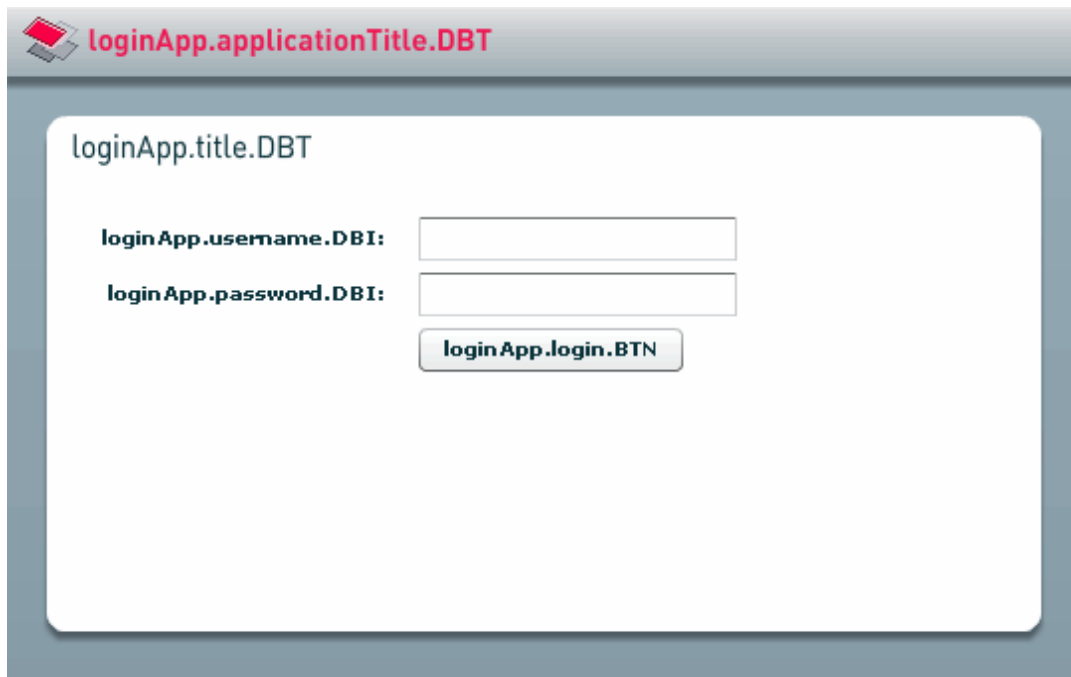 loginApp.applicationTitle.DBT
loginApp.title.DBT
loginApp.username.DBI:
loginApp.password.DBI:
loginApp.login.BTN